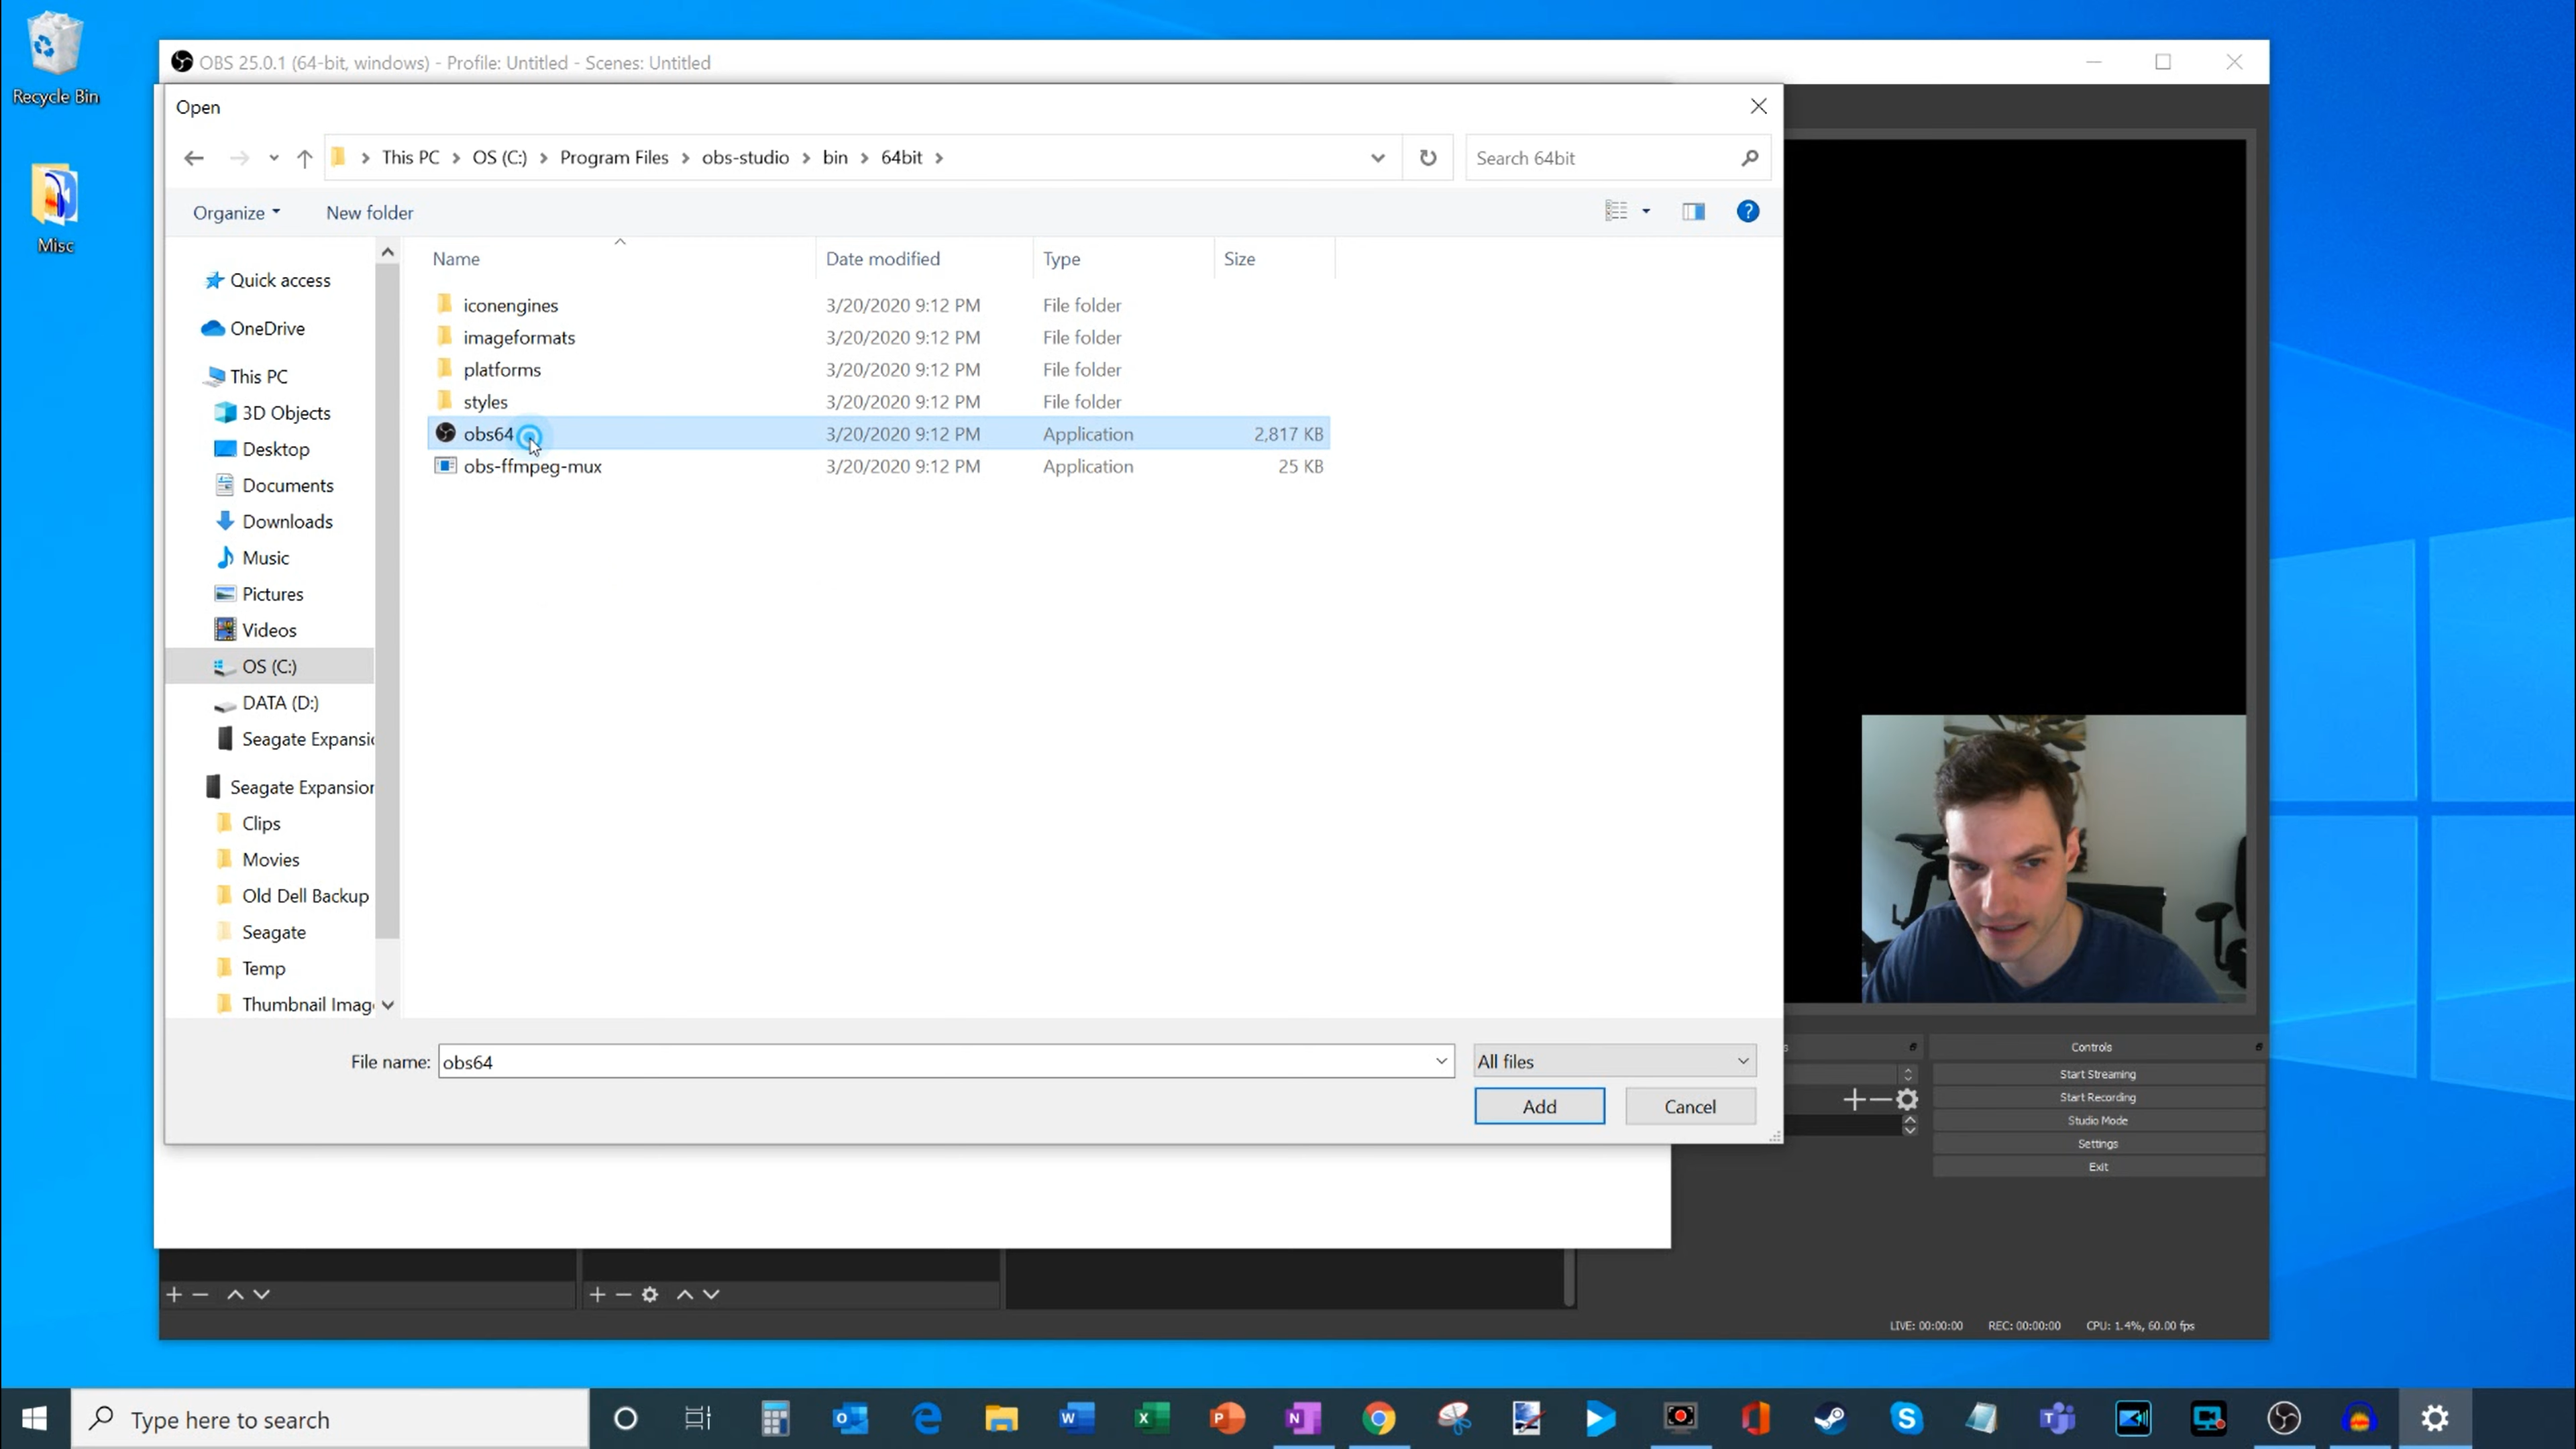 Recycle Bin
Misc
OBS 25.0.1 (64-bit, windows) - Profile: Untitled - Scenes: Untitled
Open
This PC
OS (C:)
Program Files
obs-studio
bin
64bit
Search 64bit
Organize
New folder
Name
Date modified
Type
Size
Quick access
OneDrive
This PC
3D Objects
Desktop
Documents
Downloads
Music
Pictures
Videos
OS (C:)
DATA (D:)
Seagate Expansic
Seagate Expansior
Clips
Movies
Old Dell Backup
Seagate
Temp
Thumbnail Imag
iconengines 3/20/2020 9:12 PM File folder
imageformats 3/20/2020 9:12 PM File folder
platforms 3/20/2020 9:12 PM File folder
styles 3/20/2020 9:12 PM File folder
obs64 3/20/2020 9:12 PM Application 2,817 KB
obs-ffmpeg-mux 3/20/2020 9:12 PM Application 25 KB
File name: obs64
All files
Add
Cancel
s
Controls
Start Streaming
Start Recording
Studio Mode
Settings
Exit
LIVE: 00:00:00 REC: 00:00:00 CPU: 1.4%, 60.00 fps
Type here to search